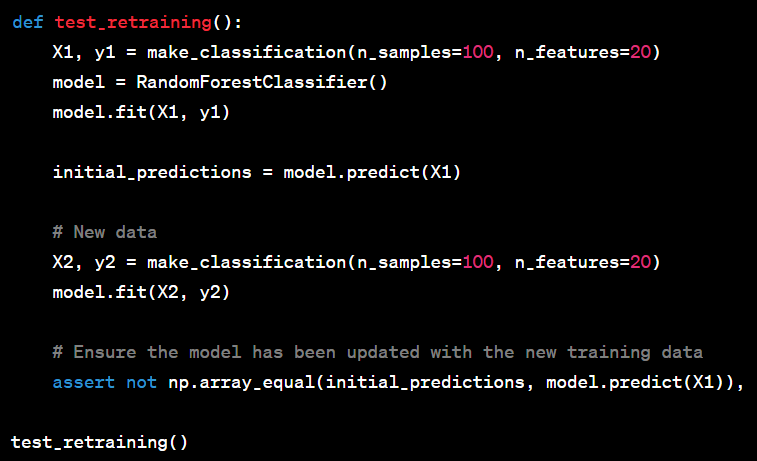 def test_retraining():
    X1, y1 = make_classification(n_samples=100, n_features=20)
    model = RandomForestClassifier()
    model.fit(X1, y1)
    initial_predictions = model.predict(X1)
    # New data
    X2, y2 = make_classification(n_samples=100, n_features=20)
    model.fit(X2, y2)
    # Ensure the model has been updated with the new training data
    assert not np.array_equal(initial_predictions, model.predict(X1)),
test_retraining()